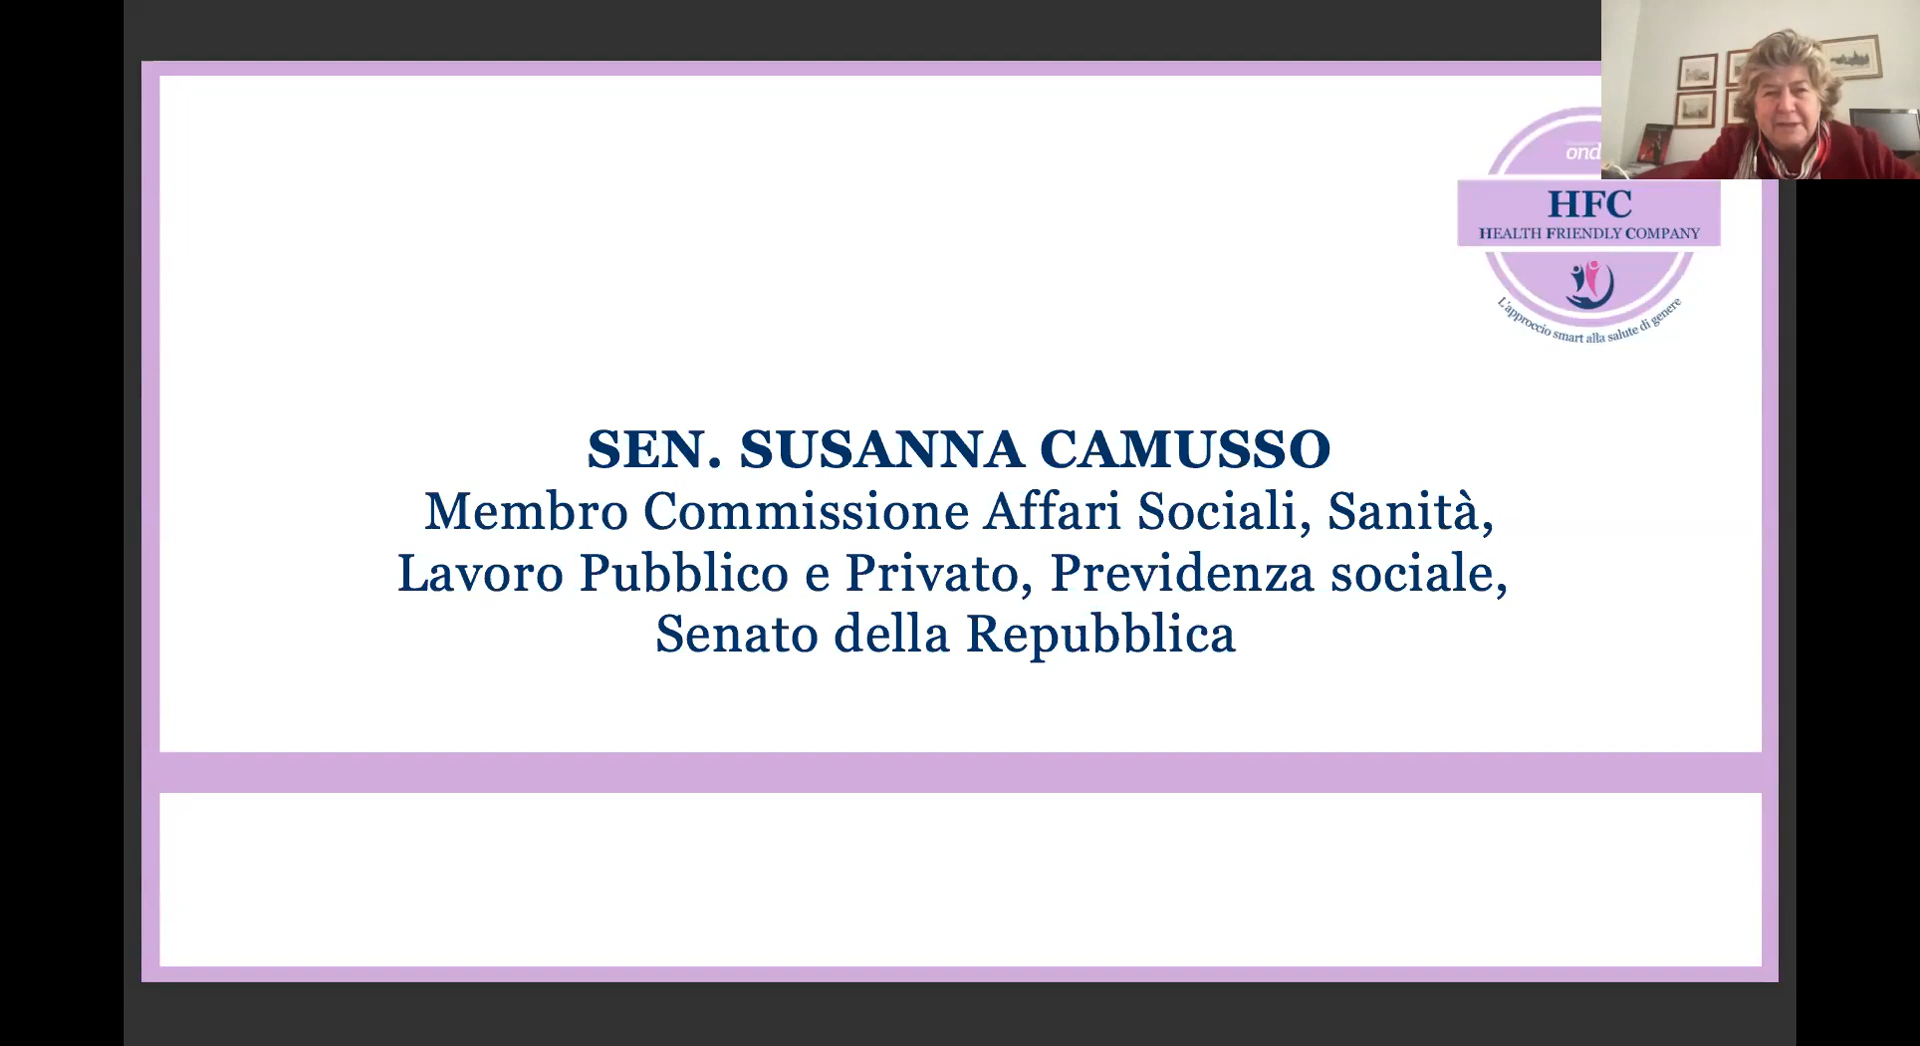 HFC
HEALTH FRIENDLY COMPANY
L'approccio smart alla salute di genere
SEN. SUSANNA CAMUSSO
Membro Commissione Affari Sociali, Sanità,
Lavoro Pubblico e Privato, Previdenza sociale,
Senato della Repubblica